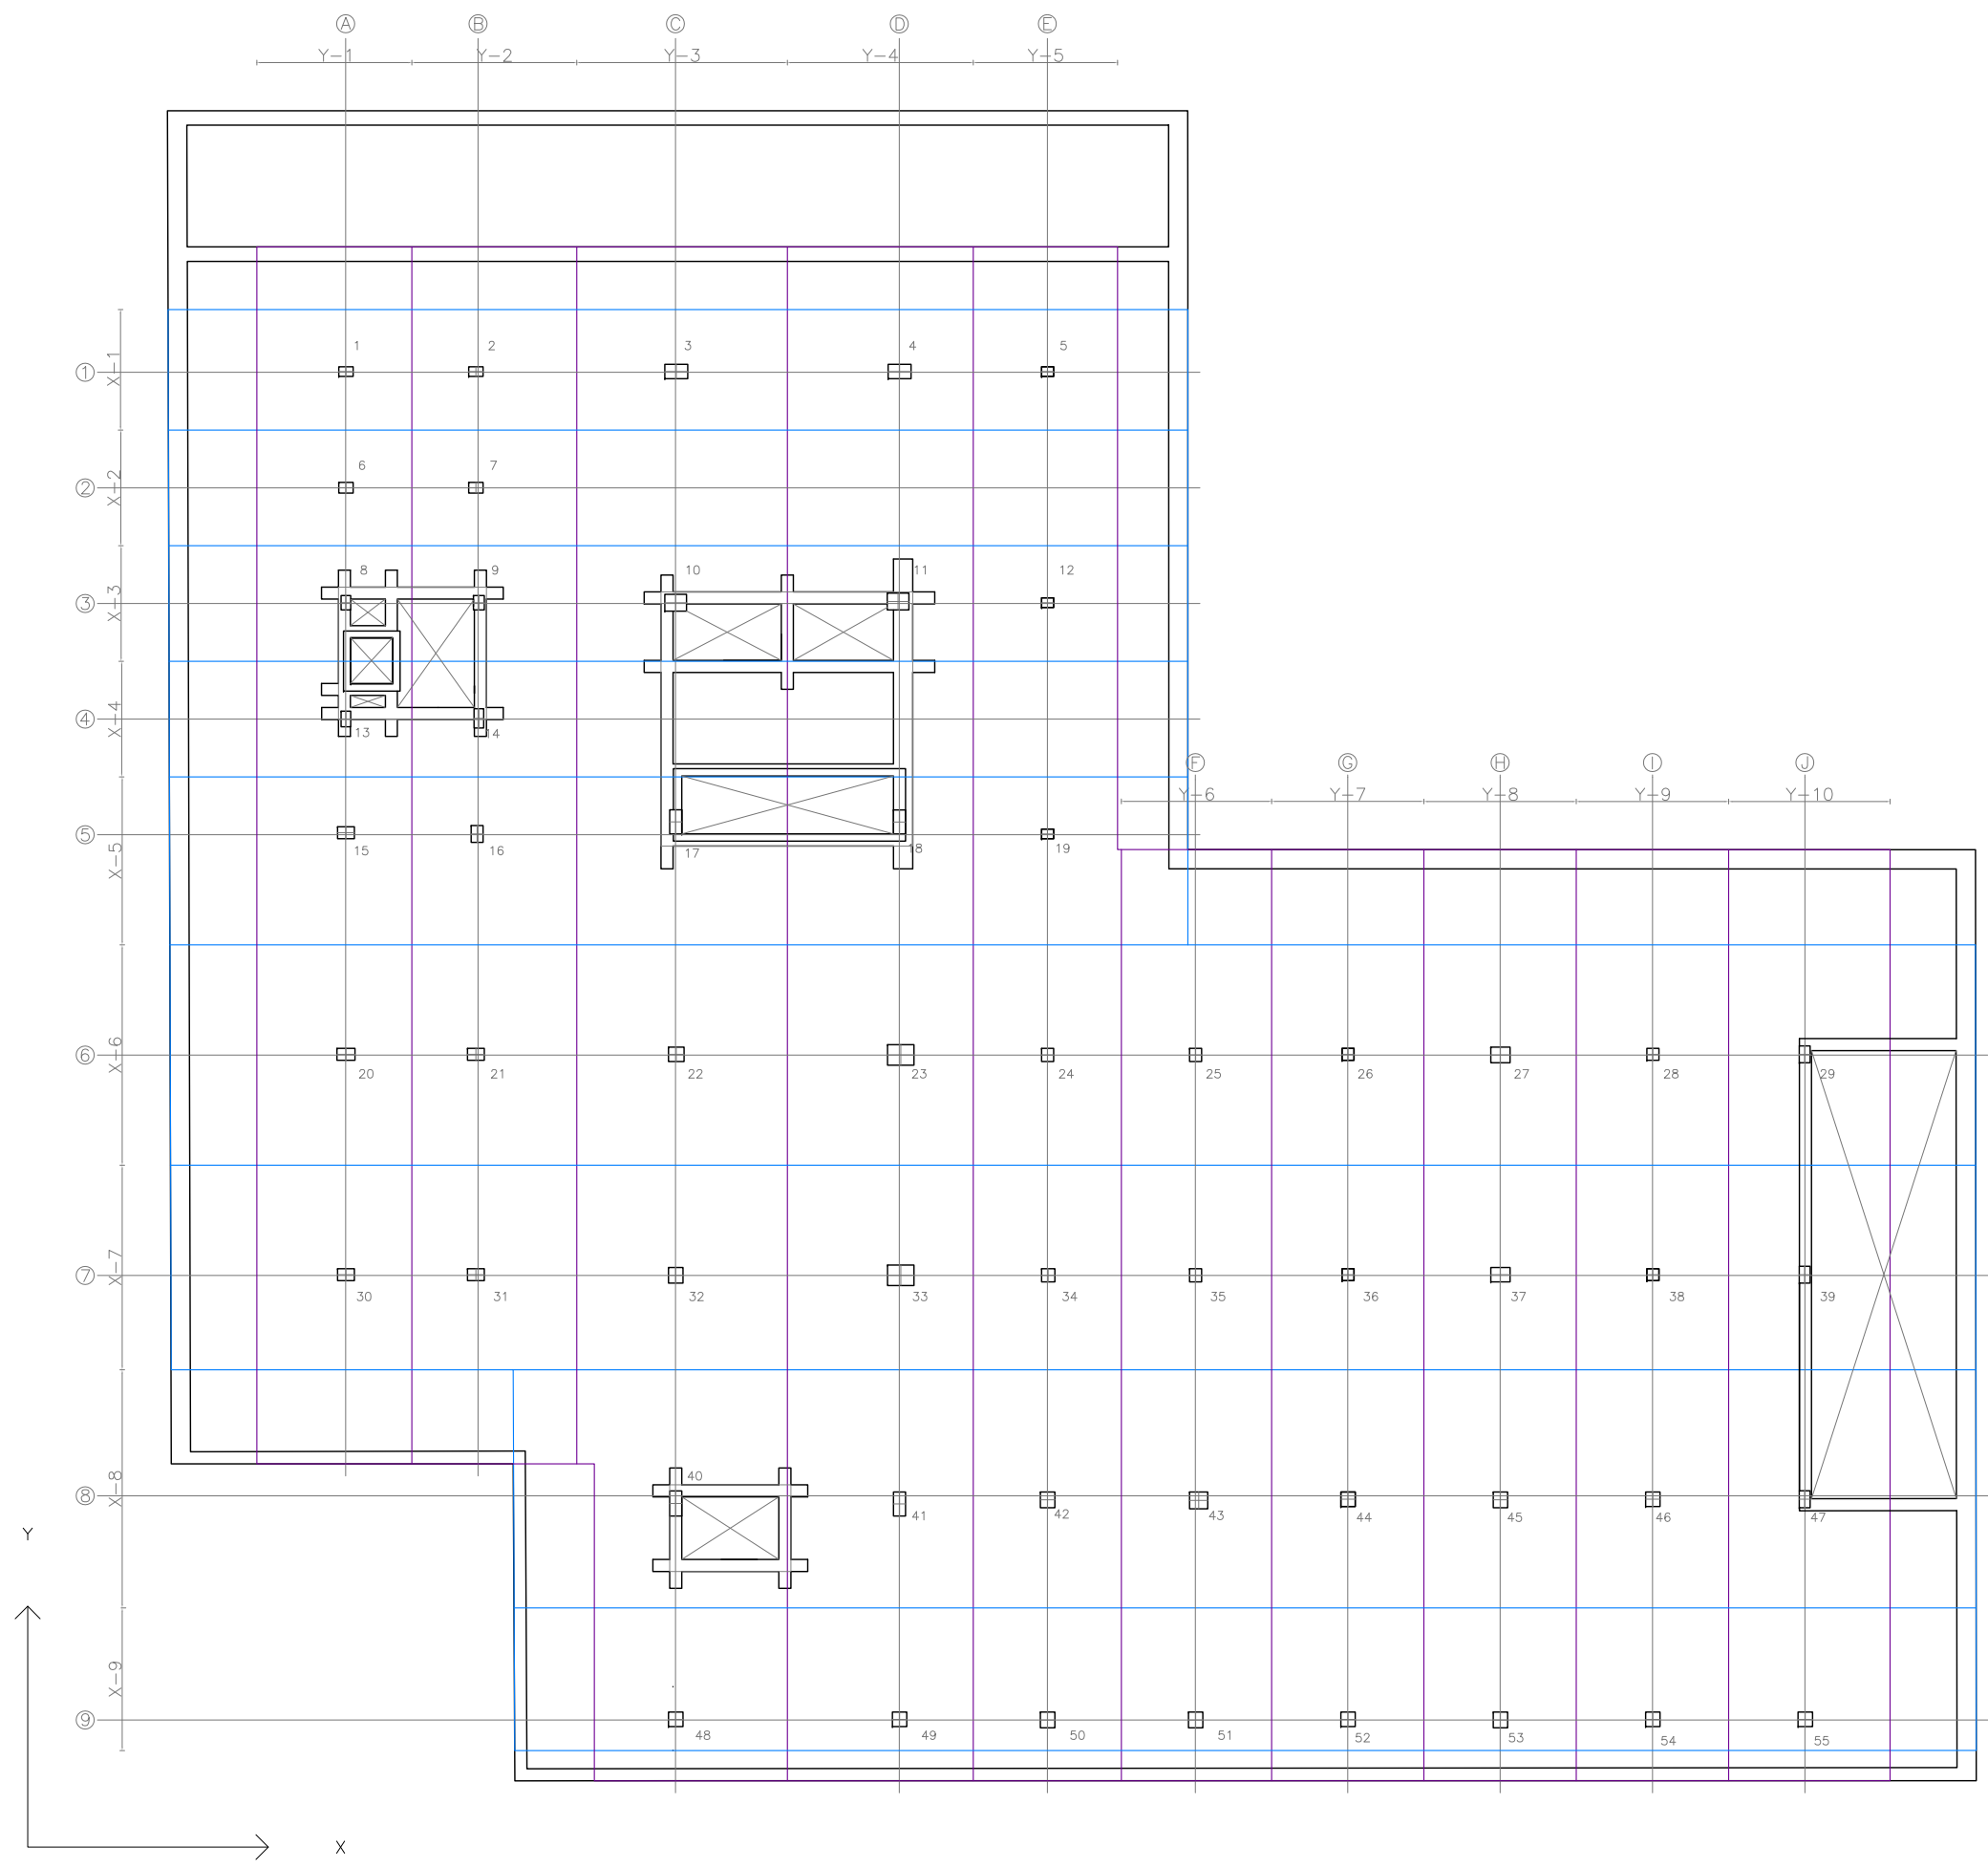 A B C D E
Y-1 Y-2 Y-3 Y-4 Y-5
1 2 3 4 5
1 X-1
6 7
2 X-2
8 9 10 11 12
3 X-3
4 X-4
13 14
F G H I J
Y-6 Y-7 Y-8 Y-9 Y-10
5 X-5
15 16 17 18 19
6 X-6
20 21 22 23 24 25 26 27 28 29
7 X-7
30 31 32 33 34 35 36 37 38 39
40
8 X-8
41 42 43 44 45 46 47
Y
X-9
9
48 49 50 51 52 53 54 55
X